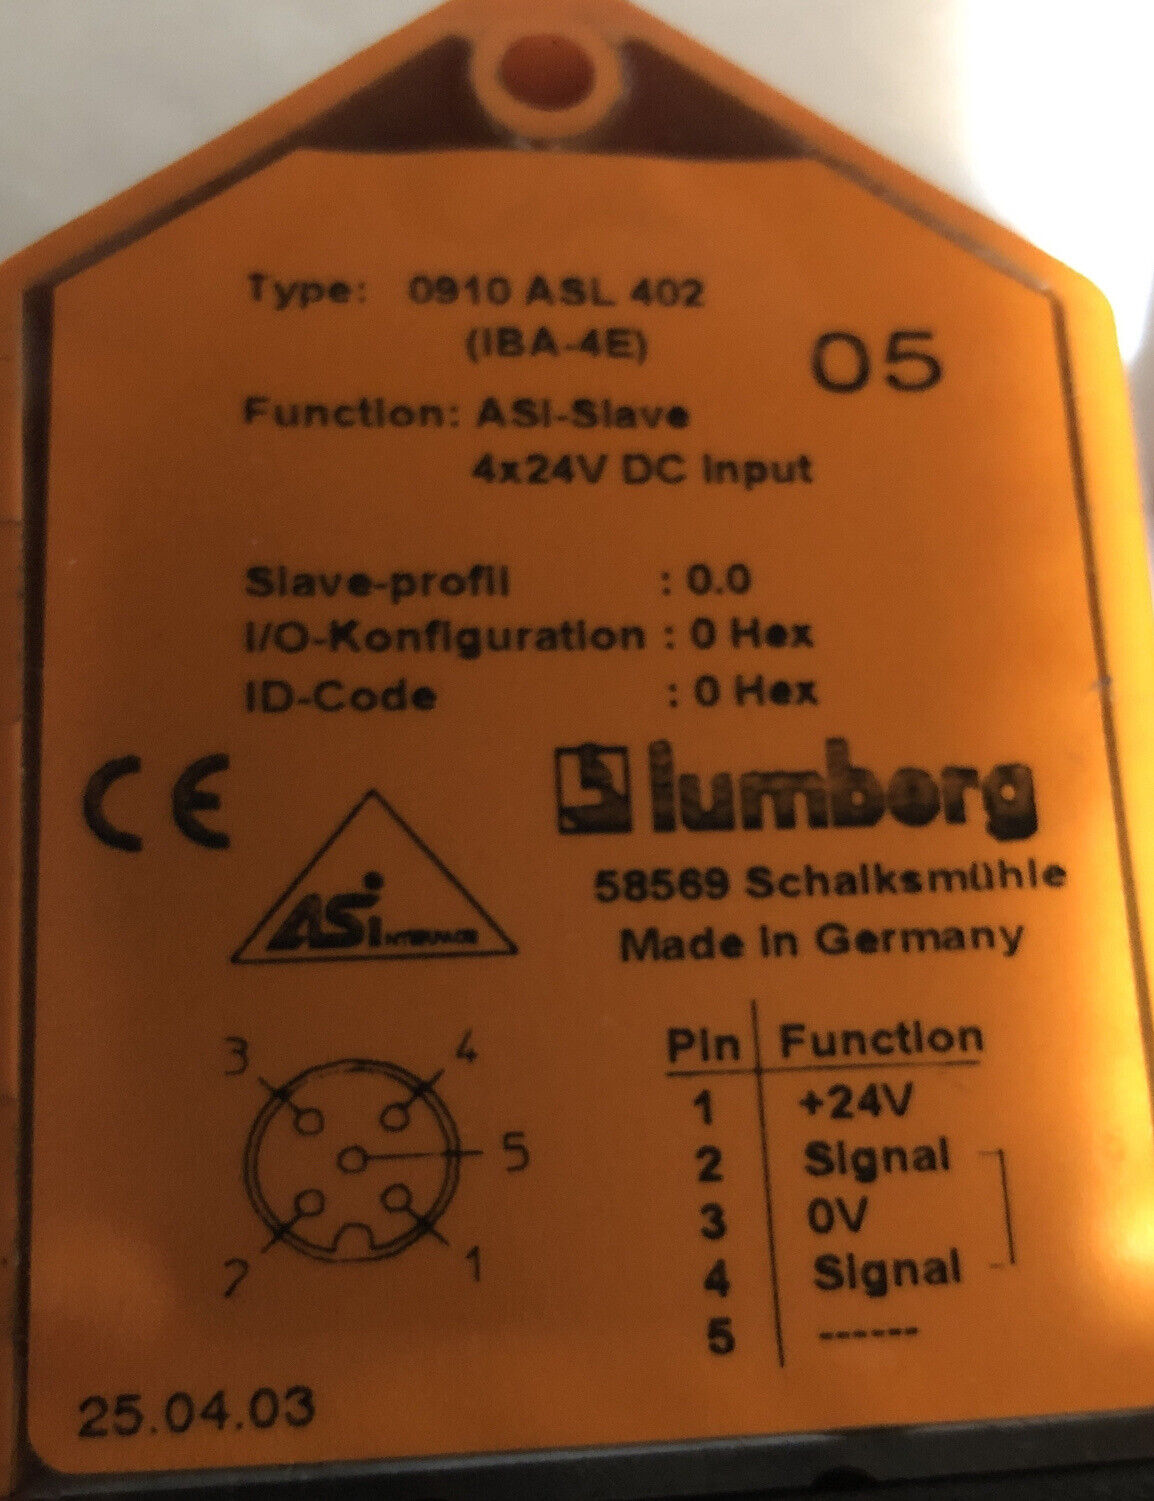 Type: 0910 ASL 402
(IBA-4E)
05
Function: ASI-Slave
4x24V DC Input
Slave-profil : 0.0
I/O-Konfiguration : 0 Hex
ID-Code : 0 Hex
CE
lumberg
ASi INTERFACE
58569 Schalksmühle
Made in Germany
3 4
5
2 1
Pin Function
1 +24V
2 Signal
3 0V
4 Signal
5 ------
25.04.03